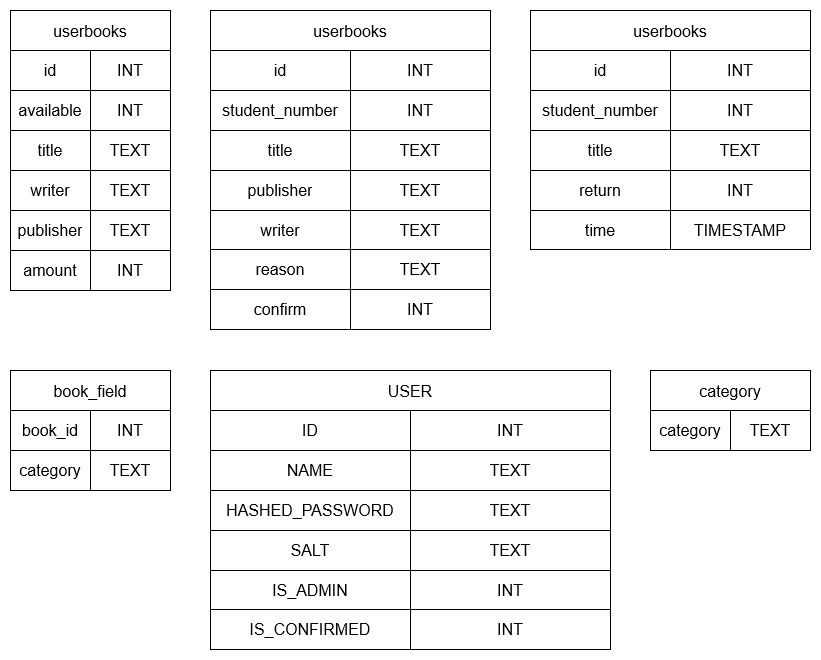 userbooks
id INT
available INT
title TEXT
writer TEXT
publisher TEXT
amount INT
userbooks
id INT
student_number INT
title TEXT
publisher TEXT
writer TEXT
reason TEXT
confirm INT
userbooks
id INT
student_number INT
title TEXT
return INT
time TIMESTAMP
book_field
book_id INT
category TEXT
USER
ID INT
NAME TEXT
HASHED_PASSWORD TEXT
SALT TEXT
IS_ADMIN INT
IS_CONFIRMED INT
category
category TEXT